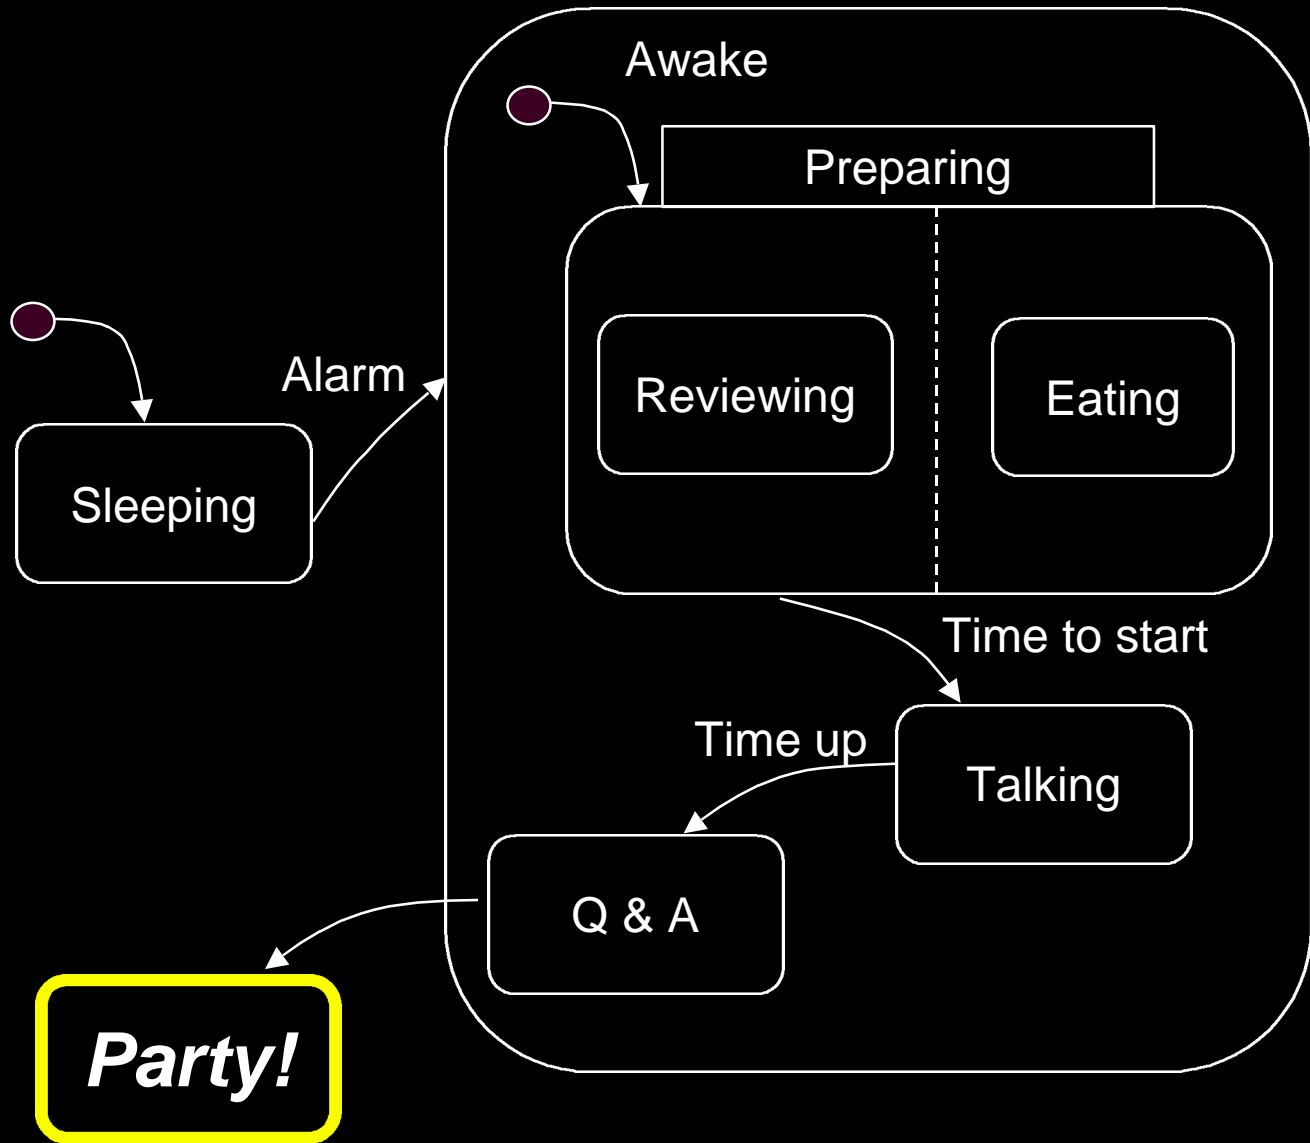 Awake
Preparing
Alarm
Reviewing
Eating
Sleeping
Time to start
Time up
Talking
Q & A
Party!